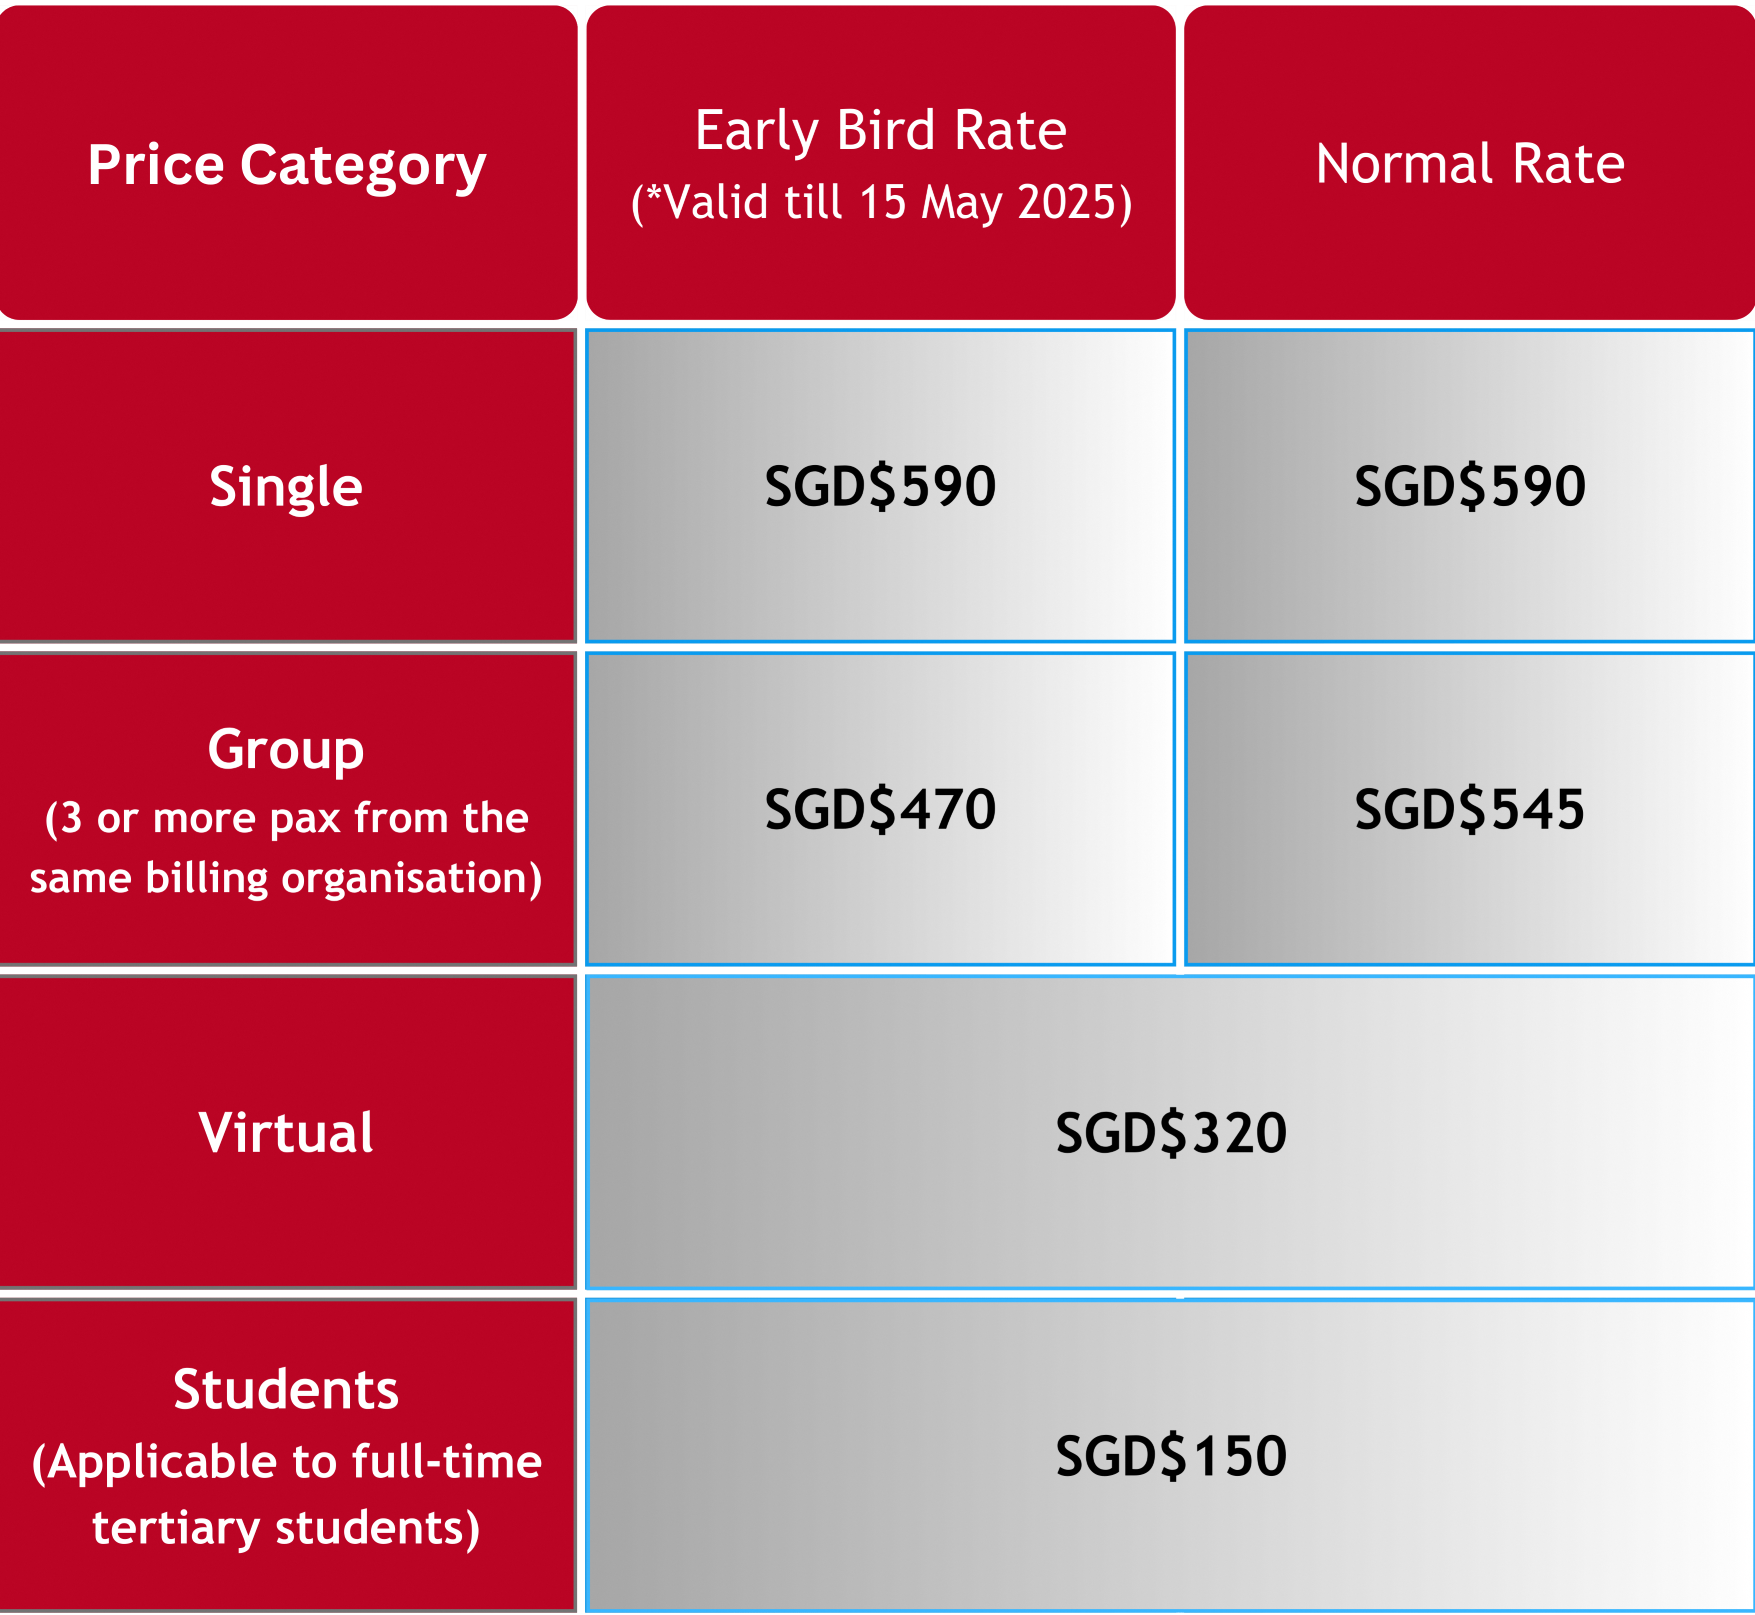 Price Category
Early Bird Rate
(*Valid till 15 May 2025)
Normal Rate
Single
SGD$590
SGD$590
Group
(3 or more pax from the
same billing organisation)
SGD$470
SGD$545
Virtual
SGD$320
Students
(Applicable to full-time
tertiary students)
SGD$150